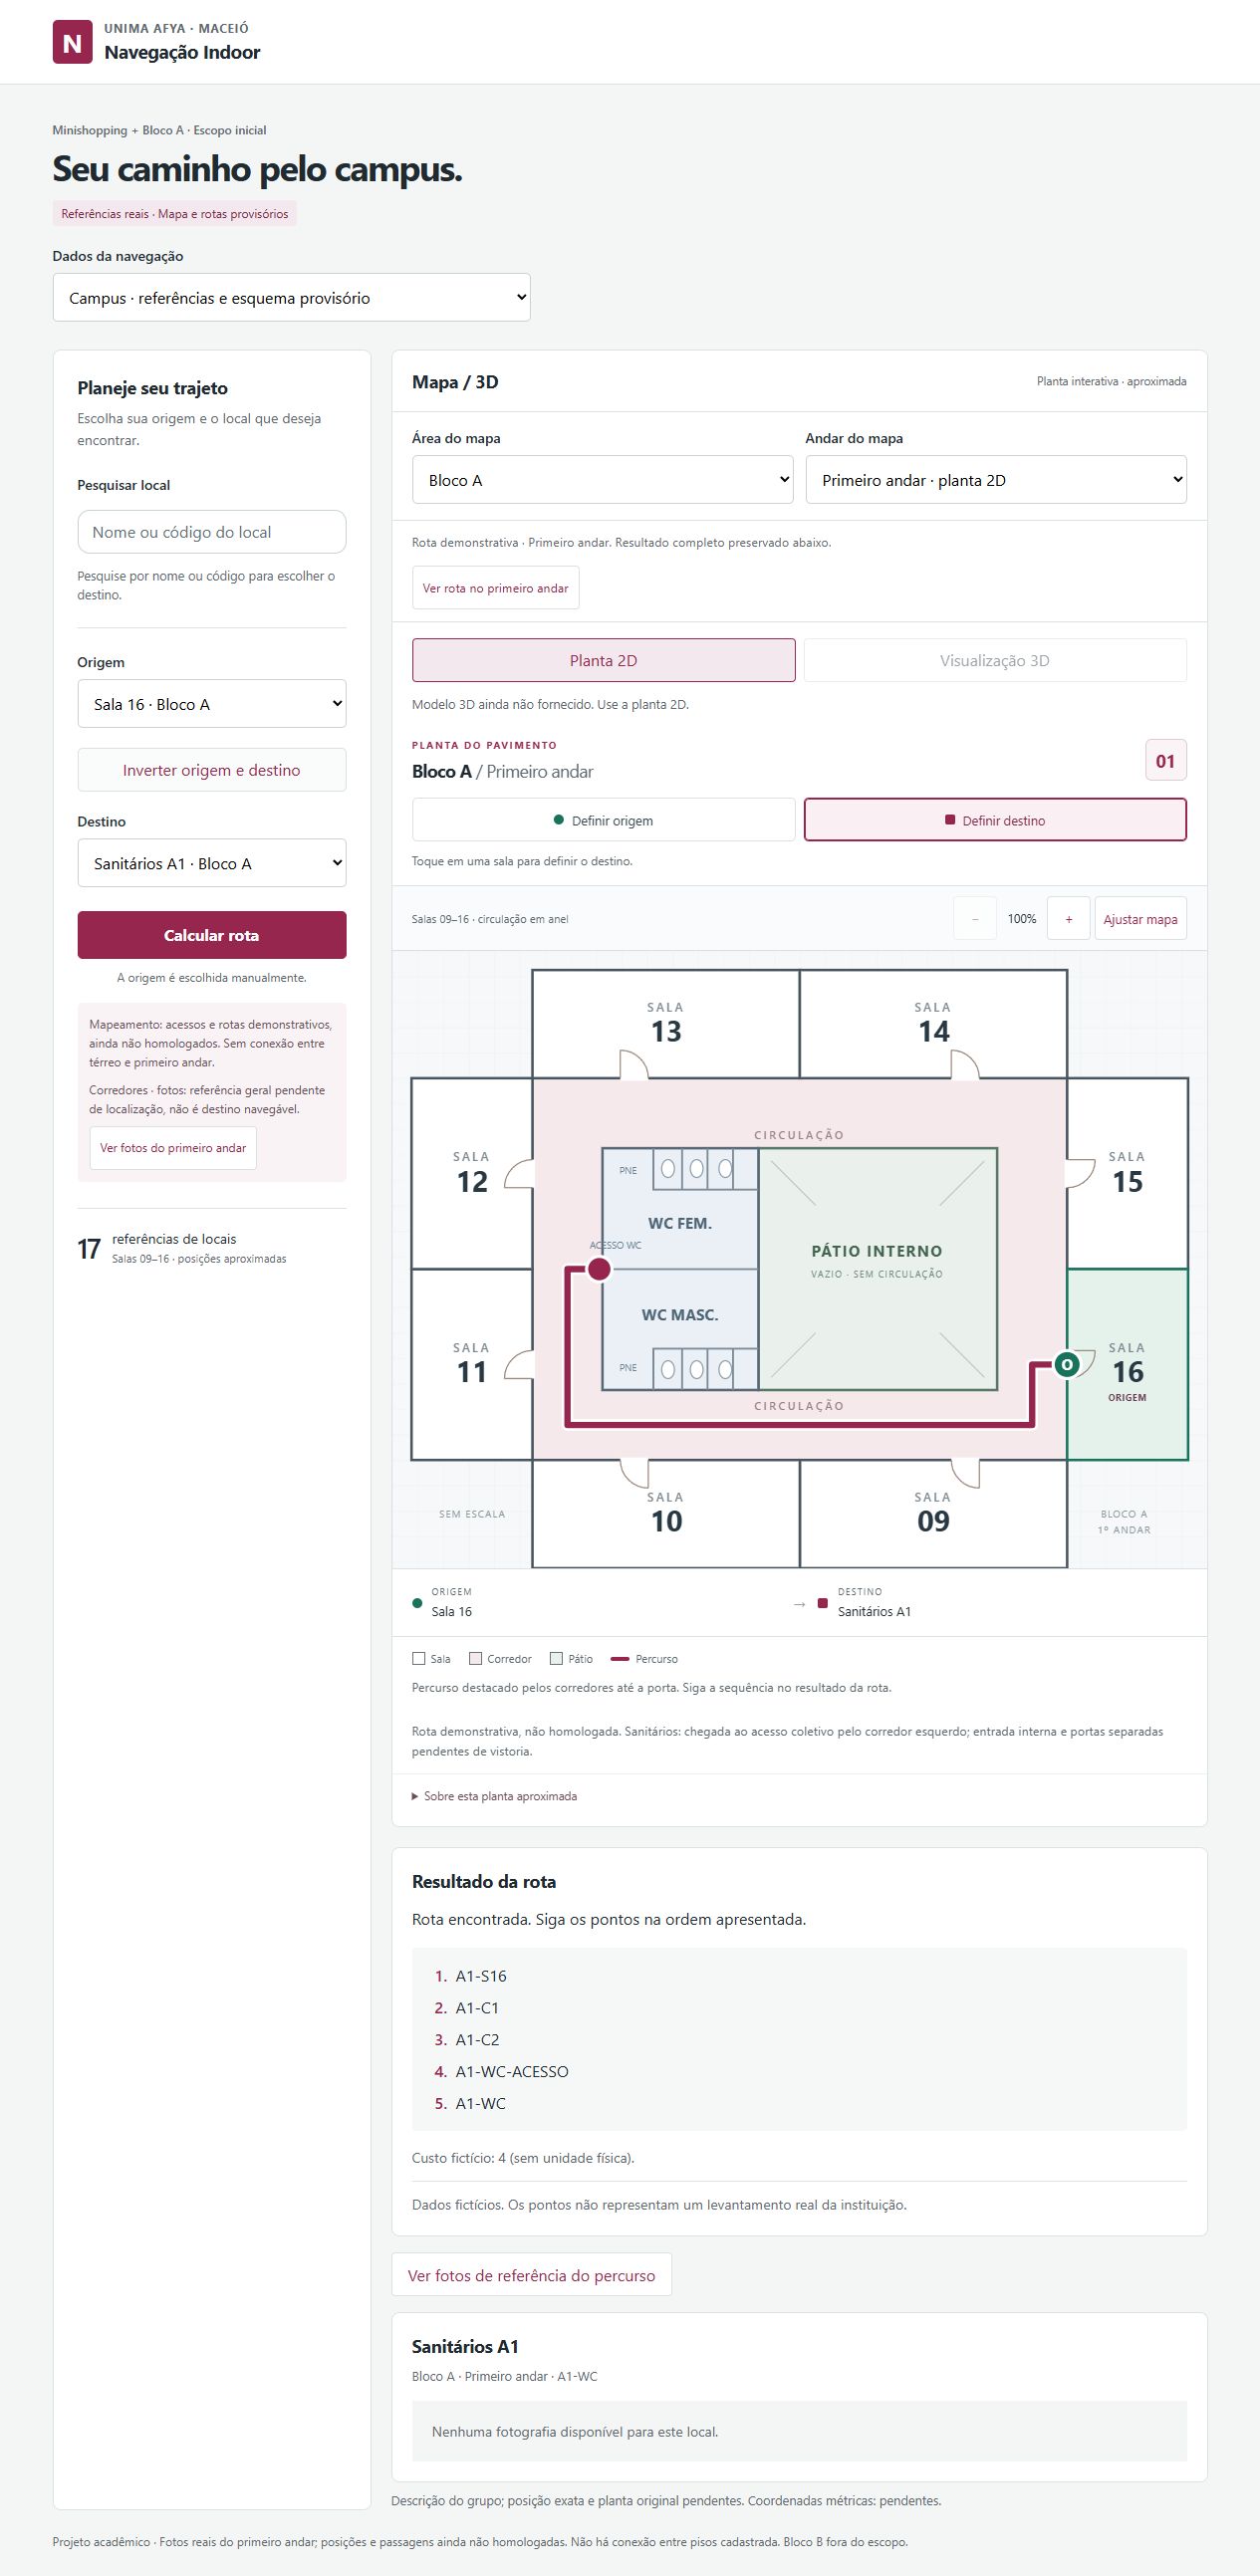 N
UNIMA AFYA · MACEIÓ
Navegação Indoor
Minishopping + Bloco A · Escopo inicial
Seu caminho pelo campus.
Referências reais · Mapa e rotas provisórios
Dados da navegação
Campus · referências e esquema provisório
Planeje seu trajeto
Escolha sua origem e o local que deseja
encontrar.
Pesquisar local
Nome ou código do local
Pesquise por nome ou código para escolher o
destino.
Origem
Sala 16 · Bloco A
Inverter origem e destino
Destino
Sanitários A1 · Bloco A
Calcular rota
A origem é escolhida manualmente.
Mapeamento: acessos e rotas demonstrativos,
ainda não homologados. Sem conexão entre
térreo e primeiro andar.
Corredores · fotos: referência geral pendente
de localização, não é destino navegável.
Ver fotos do primeiro andar
17 referências de locais
Salas 09–16 · posições aproximadas
Mapa / 3D
Planta interativa · aproximada
Área do mapa
Andar do mapa
Bloco A
Primeiro andar · planta 2D
Rota demonstrativa · Primeiro andar. Resultado completo preservado abaixo.
Ver rota no primeiro andar
Planta 2D
Visualização 3D
Modelo 3D ainda não fornecido. Use a planta 2D.
PLANTA DO PAVIMENTO
Bloco A / Primeiro andar
01
Definir origem
Definir destino
Toque em uma sala para definir o destino.
Salas 09–16 · circulação em anel
− 100% + Ajustar mapa
SALA
13
SALA
14
CIRCULAÇÃO
SALA
12
PNE
WC FEM.
ACESSO WC
PÁTIO INTERNO
VAZIO · SEM CIRCULAÇÃO
SALA
15
SALA
11
WC MASC.
PNE
CIRCULAÇÃO
O
SALA
16
ORIGEM
SEM ESCALA
SALA
10
SALA
09
BLOCO A
1º ANDAR
ORIGEM
Sala 16
→
DESTINO
Sanitários A1
Sala Corredor Pátio Percurso
Percurso destacado pelos corredores até a porta. Siga a sequência no resultado da rota.
Rota demonstrativa, não homologada. Sanitários: chegada ao acesso coletivo pelo corredor esquerdo; entrada interna e portas separadas
pendentes de vistoria.
Sobre esta planta aproximada
Resultado da rota
Rota encontrada. Siga os pontos na ordem apresentada.
1. A1-S16
2. A1-C1
3. A1-C2
4. A1-WC-ACESSO
5. A1-WC
Custo fictício: 4 (sem unidade física).
Dados fictícios. Os pontos não representam um levantamento real da instituição.
Ver fotos de referência do percurso
Sanitários A1
Bloco A · Primeiro andar · A1-WC
Nenhuma fotografia disponível para este local.
Descrição do grupo; posição exata e planta original pendentes. Coordenadas métricas: pendentes.
Projeto acadêmico · Fotos reais do primeiro andar; posições e passagens ainda não homologadas. Não há conexão entre pisos cadastrada. Bloco B fora do escopo.